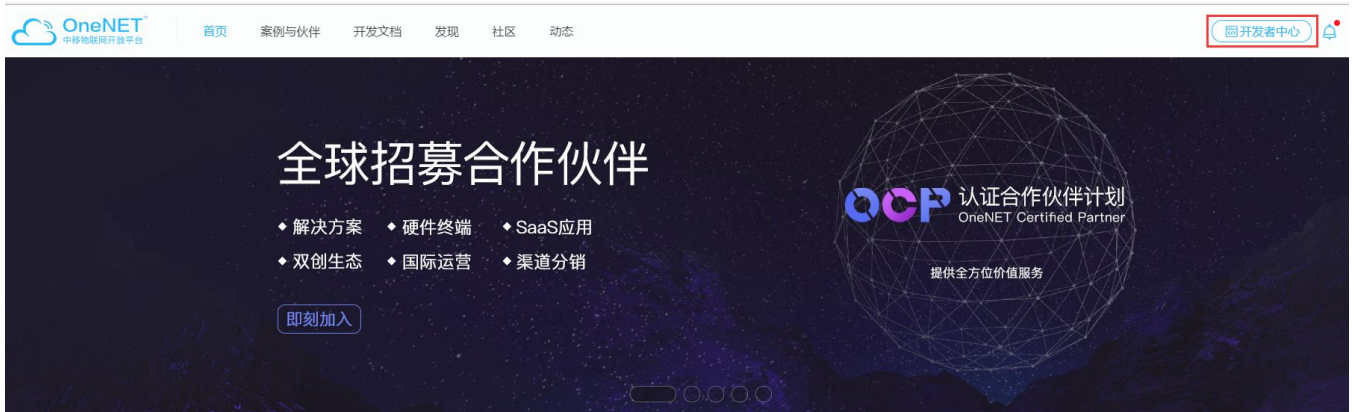 OneNET™
中移物联网开放平台
首页 案例与伙伴 开发文档 发现 社区 动态
开发者中心
全球招募合作伙伴
◆ 解决方案 ◆ 硬件终端 ◆ SaaS应用
◆ 双创生态 ◆ 国际运营 ◆ 渠道分销
即刻加入
OCP 认证合作伙伴计划
OneNET Certified Partner
提供全方位价值服务